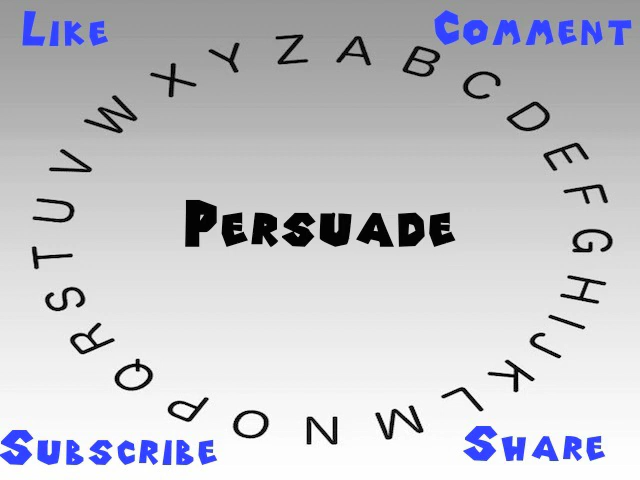 Like
Comment
A B C D E F G H I J K L M N O P Q R S T U V W X Y Z
Persuade
Subscribe
Share